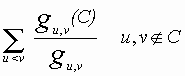 ∑_{u<v} g_{u,v}(C) / g_{u,v}   u,v ∉ C